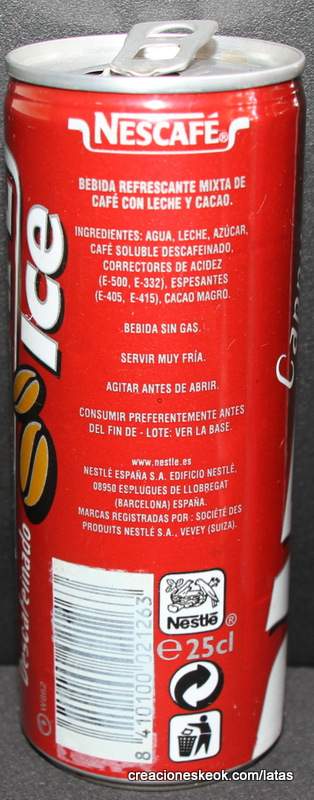 NESCAFÉ®
BEBIDA REFRESCANTE MIXTA DE
CAFÉ CON LECHE Y CACAO.
INGREDIENTES: AGUA, LECHE, AZÚCAR,
CAFÉ SOLUBLE DESCAFEINADO,
CORRECTORES DE ACIDEZ
(E-500, E-332), ESPESANTES
(E-405, E-415), CACAO MAGRO.
BEBIDA SIN GAS.
SERVIR MUY FRÍA.
AGITAR ANTES DE ABRIR.
CONSUMIR PREFERENTEMENTE ANTES
DEL FIN DE - LOTE: VER LA BASE.
www.nestle.es
NESTLÉ ESPAÑA S.A. EDIFICIO NESTLÉ.
08950 ESPLUGUES DE LLOBREGAT
(BARCELONA) ESPAÑA.
MARCAS REGISTRADAS POR : SOCIÉTÉ DES
PRODUITS NESTLÉ S.A., VEVEY (SUIZA).
Ice
Descafeinado
8 410100 021263
Nestlé®
℮25cl
creacioneskeok.com/latas